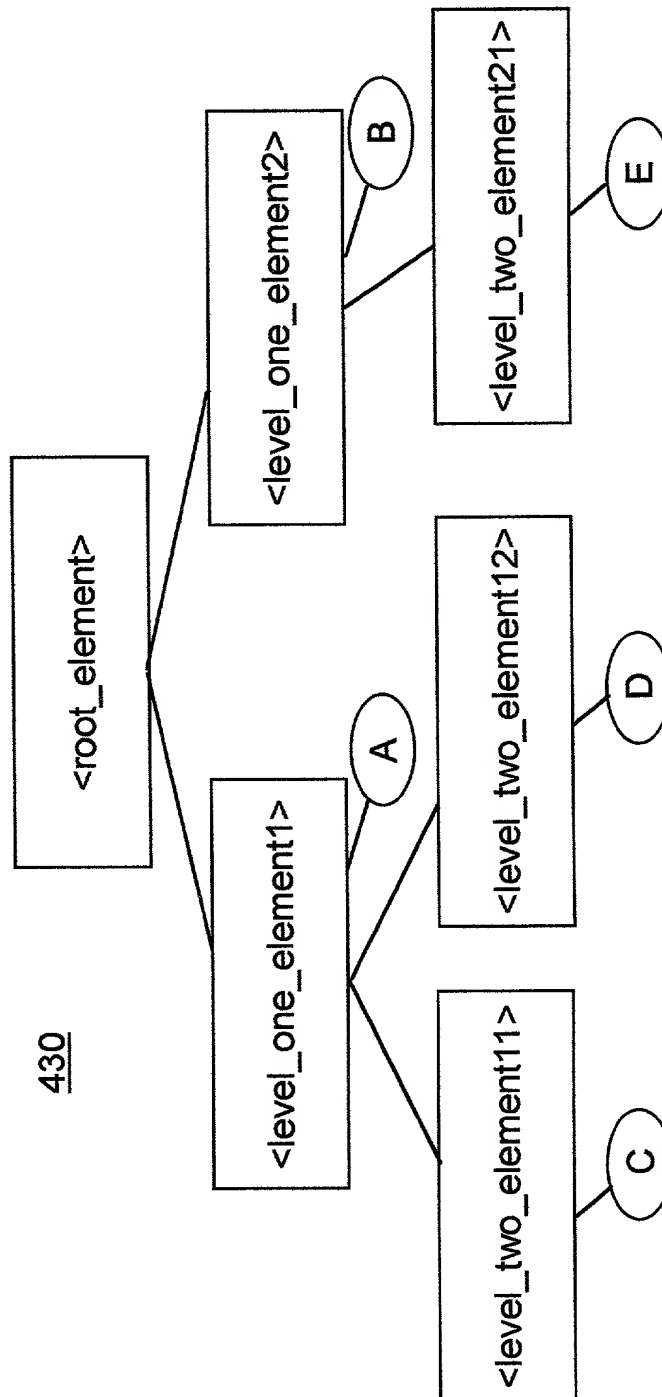 430
<root_element>
<level_one_element1>
<level_one_element2>
A
B
<level_two_element11>
<level_two_element12>
<level_two_element21>
C
D
E